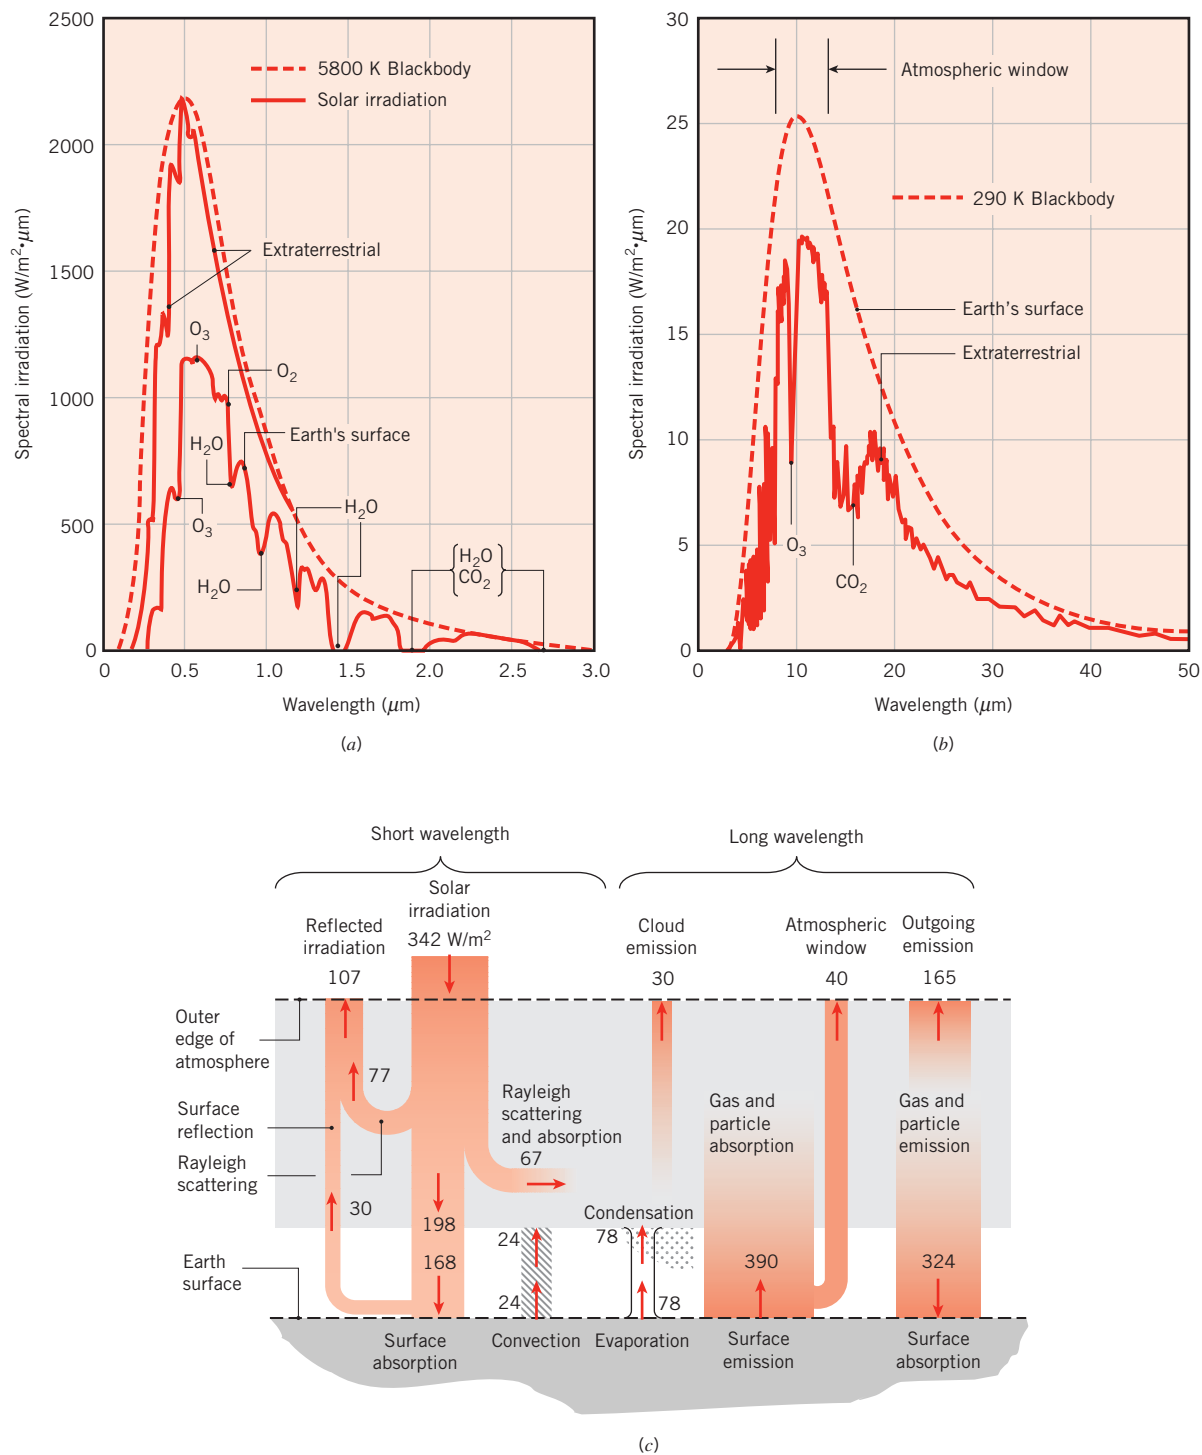 2500
2000
1500
1000
500
0
Spectral irradiation (W/m²•μm)
5800 K Blackbody
Solar irradiation
Extraterrestrial
O₃
O₂
H₂O
Earth's surface
O₃
H₂O
H₂O
H₂O
CO₂
0 0.5 1.0 1.5 2.0 2.5 3.0
Wavelength (μm)
(a)
30
25
20
15
10
5
0
Spectral irradiation (W/m²•μm)
Atmospheric window
290 K Blackbody
Earth's surface
Extraterrestrial
O₃
CO₂
0 10 20 30 40 50
Wavelength (μm)
(b)
Short wavelength
Long wavelength
Solar
irradiation
342 W/m²
Reflected
irradiation
107
Cloud
emission
30
Atmospheric
window
40
Outgoing
emission
165
Outer
edge of
atmosphere
77
Surface
reflection
Rayleigh
scattering
30
Rayleigh
scattering
and absorption
67
Gas and
particle
absorption
Gas and
particle
emission
198
168
Condensation
24
78
24
78
390
324
Earth
surface
Surface
absorption
Convection
Evaporation
Surface
emission
Surface
absorption
(c)